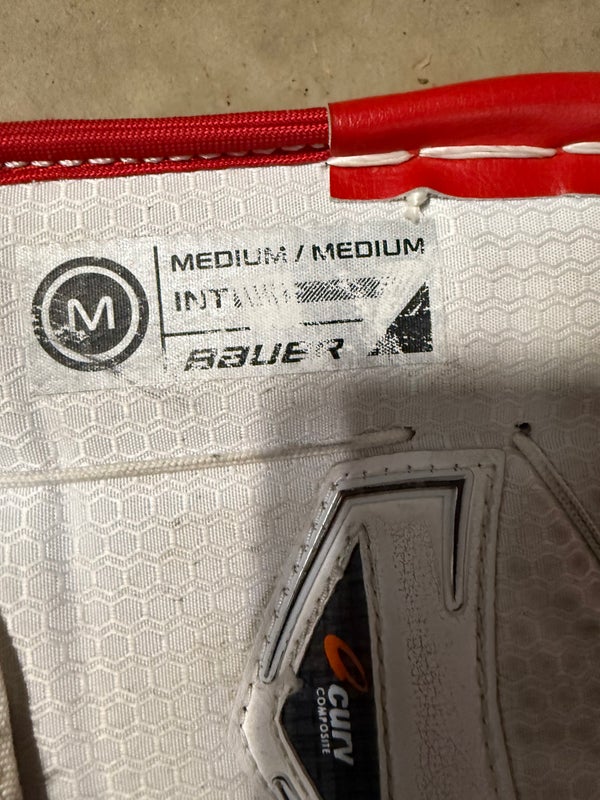 M
MEDIUM / MEDIUM
INT
BAUER
curv
COMPOSITE